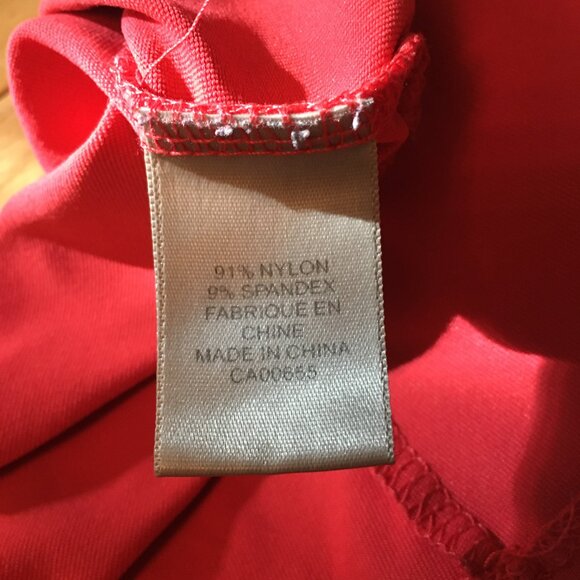 91% NYLON
9% SPANDEX
FABRIQUE EN
CHINE
MADE IN CHINA
CA00655